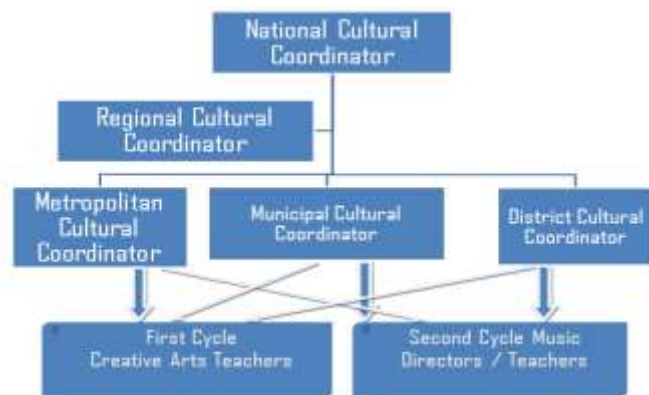 National Cultural
Coordinator
Regional Cultural
Coordinator
Metropolitan
Cultural
Coordinator
Municipal Cultural
Coordinator
District Cultural
Coordinator
First Cycle
Creative Arts Teachers
Second Cycle Music
Directors / Teachers